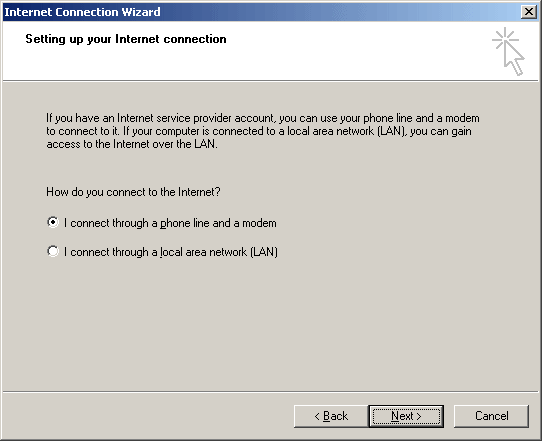 Internet Connection Wizard
Setting up your Internet connection
If you have an Internet service provider account, you can use your phone line and a modem
to connect to it. If your computer is connected to a local area network (LAN), you can gain
access to the Internet over the LAN.
How do you connect to the Internet?
I connect through a phone line and a modem
I connect through a local area network (LAN)
< Back Next > Cancel